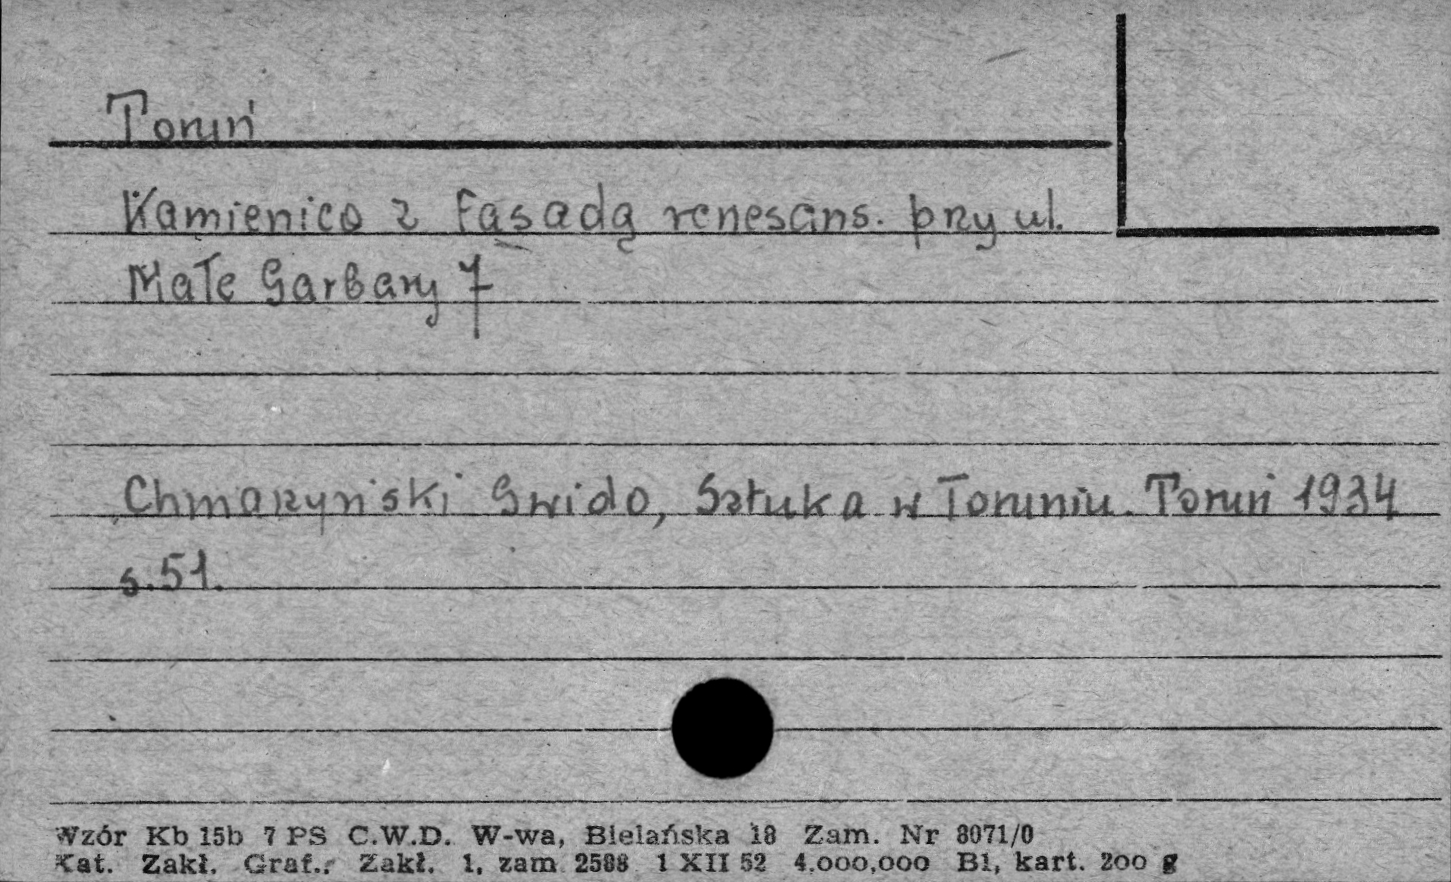 Toruń
Kamienica z fasadą renesans. przy ul.
Małe Garbary 7
Chmarzyński Gwido, Sztuka w Toruniu. Toruń 1934
s.51.
Wzór Kb 15b 7 PS C.W.D. W-wa, Bielańska 18 Zam. Nr 8071/0
Kat. Zakł. Graf., Zakł. 1, zam 2588 1 XII 52 4.000,000 B1, kart. 200 g